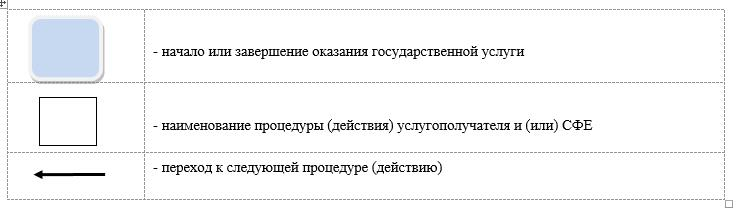 - начало или завершение оказания государственной услуги
- наименование процедуры (действия) услугополучателя и (или) СФЕ
- переход к следующей процедуре (действию)